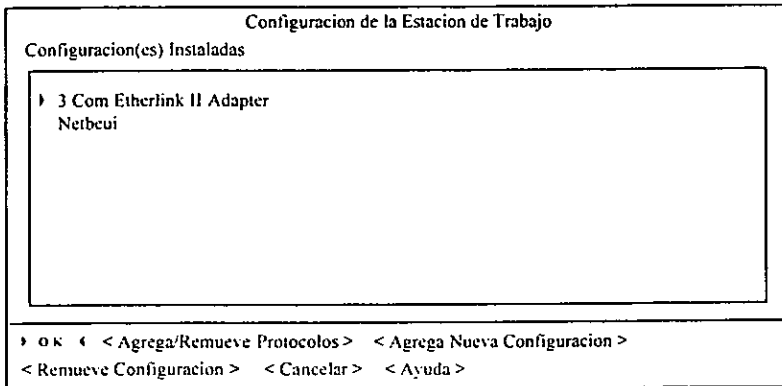 Configuracion de la Estacion de Trabajo
Configuracion(es) Instaladas
3 Com Etherlink II Adapter
Netbeui
OK < Agrega/Remueve Protocolos > < Agrega Nueva Configuracion >
< Remueve Configuracion > < Cancelar > < Ayuda >